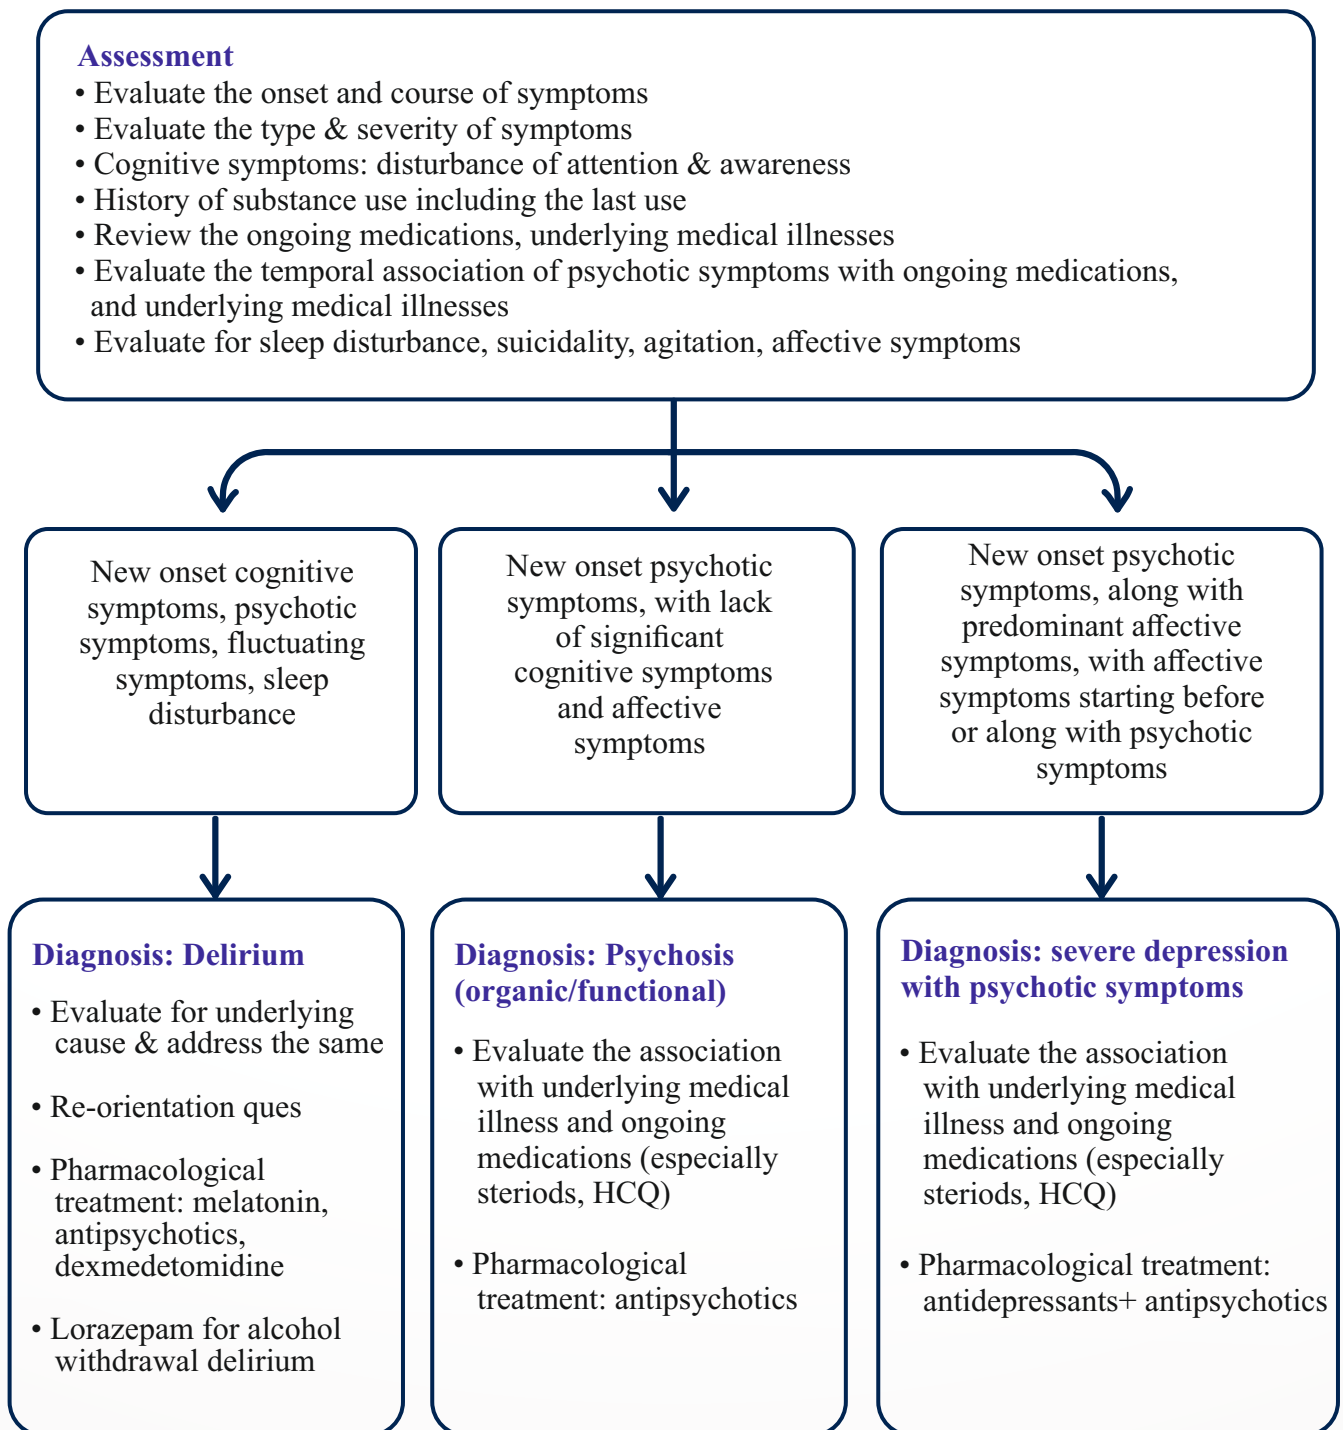 Assessment
• Evaluate the onset and course of symptoms
• Evaluate the type & severity of symptoms
• Cognitive symptoms: disturbance of attention & awareness
• History of substance use including the last use
• Review the ongoing medications, underlying medical illnesses
• Evaluate the temporal association of psychotic symptoms with ongoing medications,
and underlying medical illnesses
• Evaluate for sleep disturbance, suicidality, agitation, affective symptoms
New onset cognitive
symptoms, psychotic
symptoms, fluctuating
symptoms, sleep
disturbance
New onset psychotic
symptoms, with lack
of significant
cognitive symptoms
and affective
symptoms
New onset psychotic
symptoms, along with
predominant affective
symptoms, with affective
symptoms starting before
or along with psychotic
symptoms
Diagnosis: Delirium
• Evaluate for underlying
cause & address the same
• Re-orientation ques
• Pharmacological
treatment: melatonin,
antipsychotics,
dexmedetomidine
• Lorazepam for alcohol
withdrawal delirium
Diagnosis: Psychosis
(organic/functional)
• Evaluate the association
with underlying medical
illness and ongoing
medications (especially
steriods, HCQ)
• Pharmacological
treatment: antipsychotics
Diagnosis: severe depression
with psychotic symptoms
• Evaluate the association
with underlying medical
illness and ongoing
medications (especially
steriods, HCQ)
• Pharmacological treatment:
antidepressants+ antipsychotics